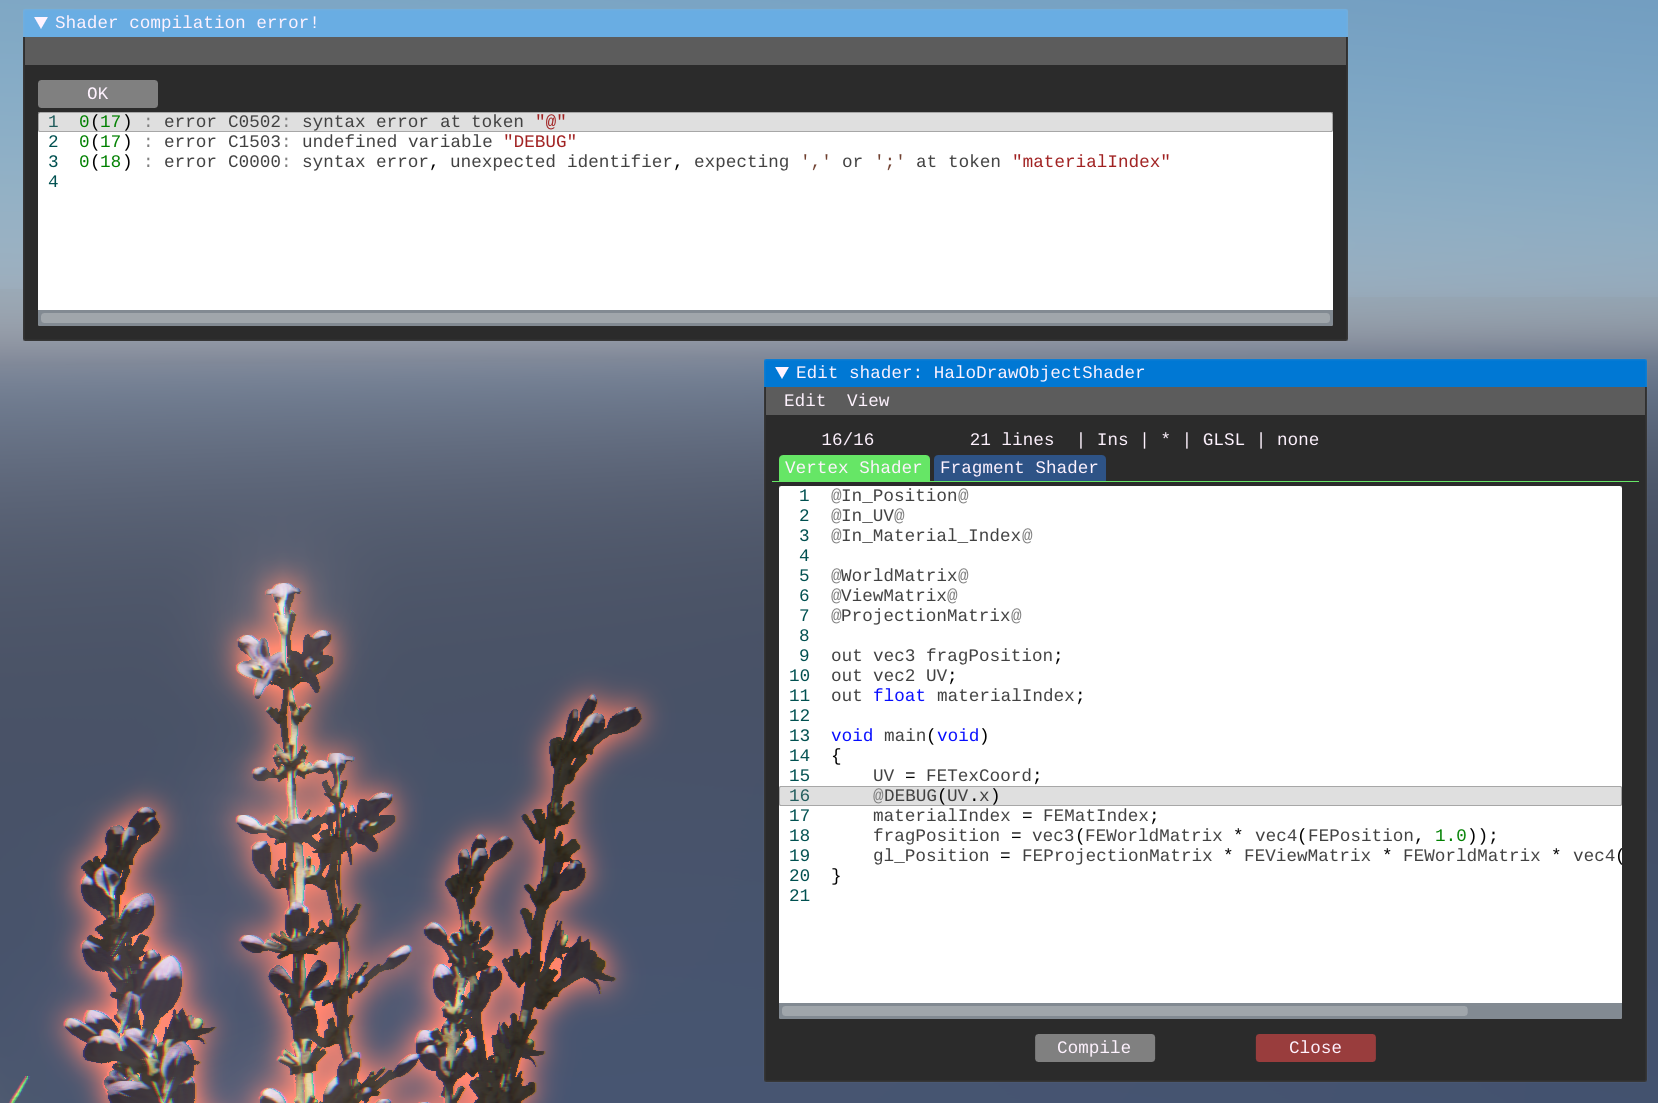 ▼ Shader compilation error!
OK
1 0(17) : error C0502: syntax error at token "@"
2 0(17) : error C1503: undefined variable "DEBUG"
3 0(18) : error C0000: syntax error, unexpected identifier, expecting ',' or ';' at token "materialIndex"
4
▼ Edit shader: HaloDrawObjectShader
Edit View
16/16 21 lines | Ins | * | GLSL | none
Vertex Shader Fragment Shader
1 @In_Position@
2 @In_UV@
3 @In_Material_Index@
4
5 @WorldMatrix@
6 @ViewMatrix@
7 @ProjectionMatrix@
8
9 out vec3 fragPosition;
10 out vec2 UV;
11 out float materialIndex;
12
13 void main(void)
14 {
15     UV = FETexCoord;
16     @DEBUG(UV.x)
17     materialIndex = FEMatIndex;
18     fragPosition = vec3(FEWorldMatrix * vec4(FEPosition, 1.0));
19     gl_Position = FEProjectionMatrix * FEViewMatrix * FEWorldMatrix * vec4(
20 }
21
Compile Close